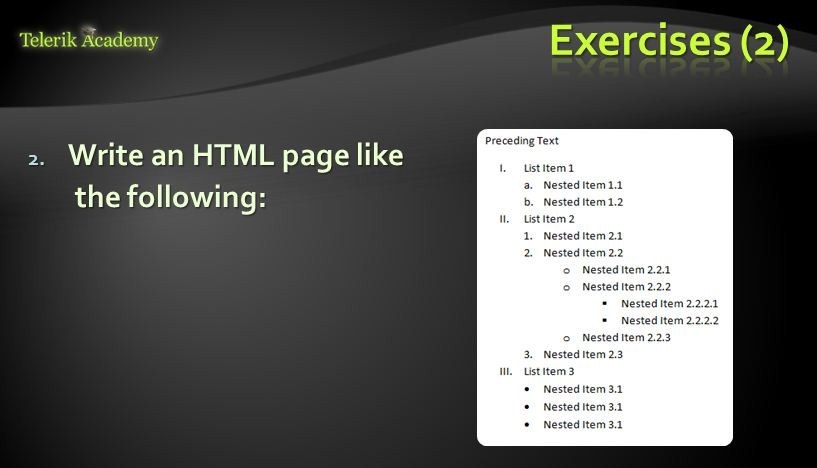 Telerik Academy
Exercises (2)
2. Write an HTML page like
the following:
Preceding Text
I. List Item 1
a. Nested Item 1.1
b. Nested Item 1.2
II. List Item 2
1. Nested Item 2.1
2. Nested Item 2.2
o Nested Item 2.2.1
o Nested Item 2.2.2
▪ Nested Item 2.2.2.1
▪ Nested Item 2.2.2.2
o Nested Item 2.2.3
3. Nested Item 2.3
III. List Item 3
• Nested Item 3.1
• Nested Item 3.1
• Nested Item 3.1